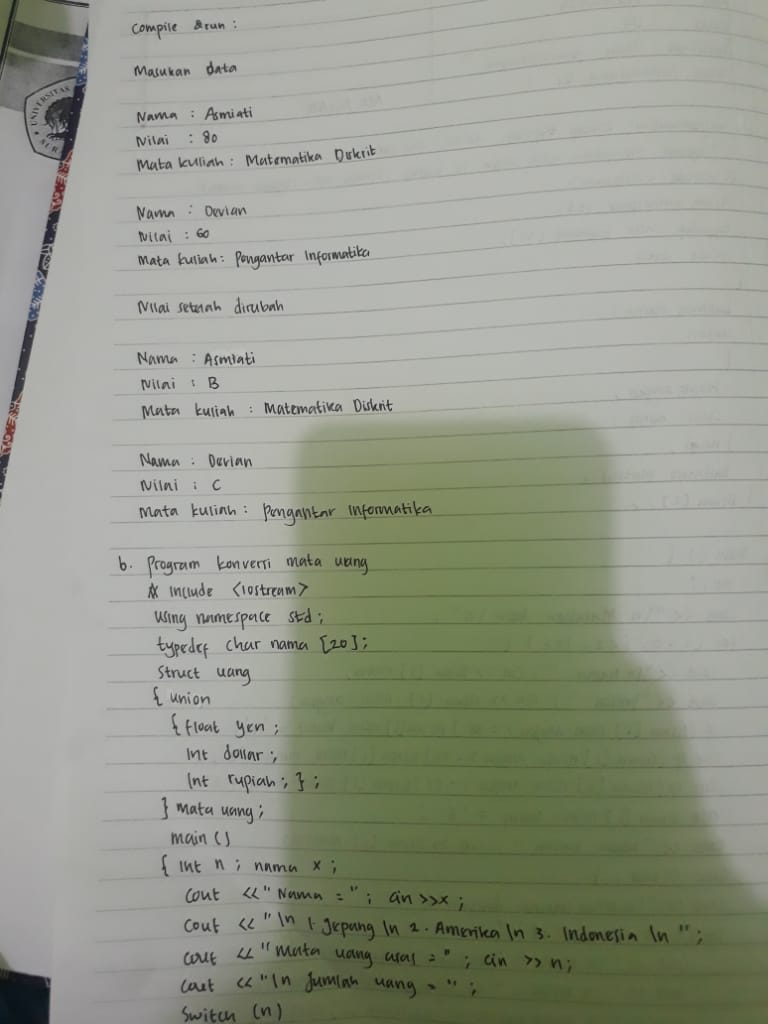 UNIVERSITAS
Compile & run :
Masukan data
Nama : Asmiati
Nilai : 80
Mata kuliah : Matematika Diskrit
Nama : Devian
Nilai : 60
Mata kuliah : Pengantar Informatika
Nilai setelah dirubah
Nama : Asmiati
Nilai : B
Mata kuliah : Matematika Diskrit
Nama : Devian
Nilai : C
Mata kuliah : Pengantar Informatika
b. Program konversi mata uang
# include <iostream>
using namespace std;
typedef char nama [20];
struct uang
{ union
{ float yen ;
int dollar ;
int rupiah ; } ;
} mata uang ;
main ()
{ int n ; nama x ;
cout << "Nama = " ; cin >> x ;
cout << "\n 1. Jepang \n 2. Amerika \n 3. Indonesia \n " ;
cout << "Mata uang asal = " ; cin >> n ;
cout << "\n Jumlah uang = " ;
switch (n)